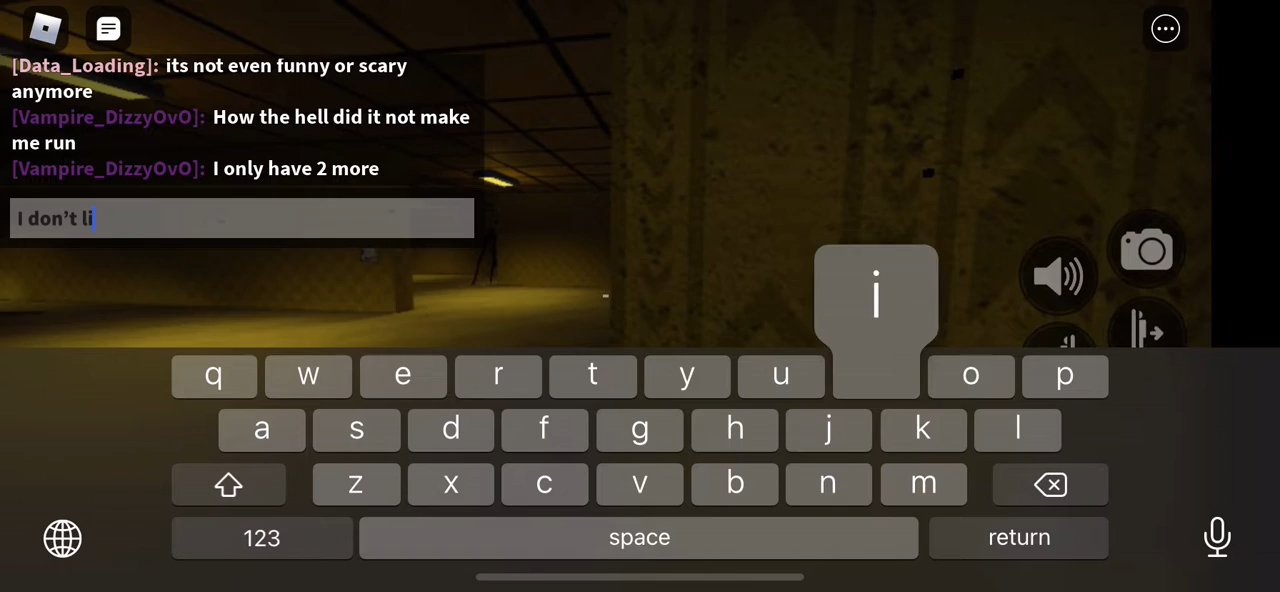 [Data_Loading]: its not even funny or scary
anymore
[Vampire_DizzyOvO]: How the hell did it not make
me run
[Vampire_DizzyOvO]: I only have 2 more
I don’t li
i
q w e r t y u o p
a s d f g h j k l
z x c v b n m
123 space return